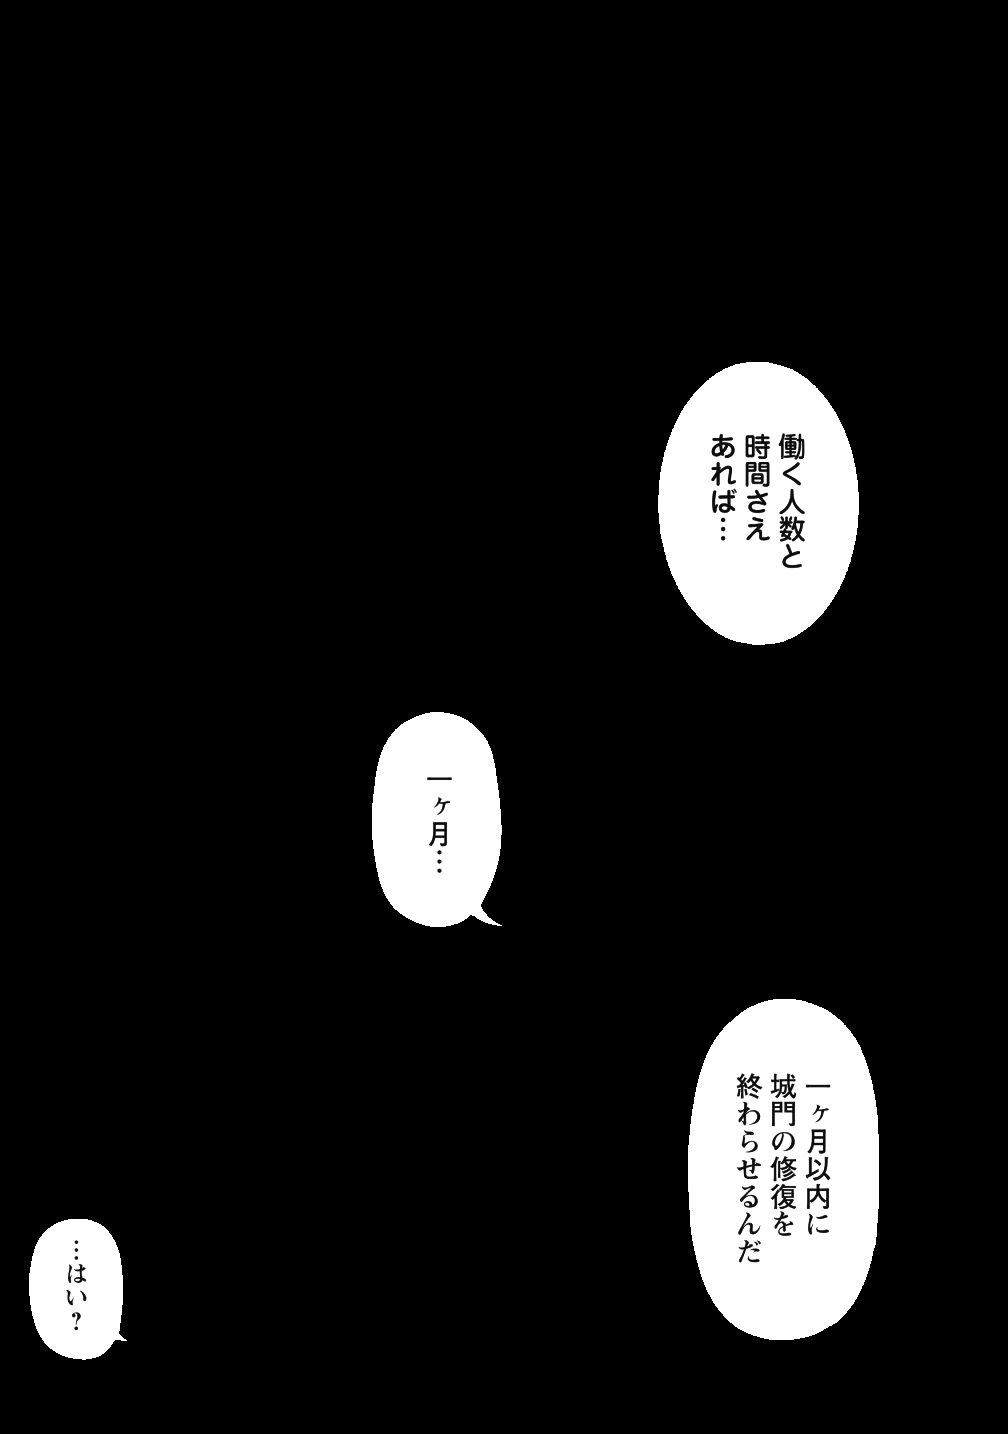 働く人数と
時間さえ
あれば…
一ヶ月…
一ヶ月以内に
城門の修復を
終わらせるんだ
…はい?